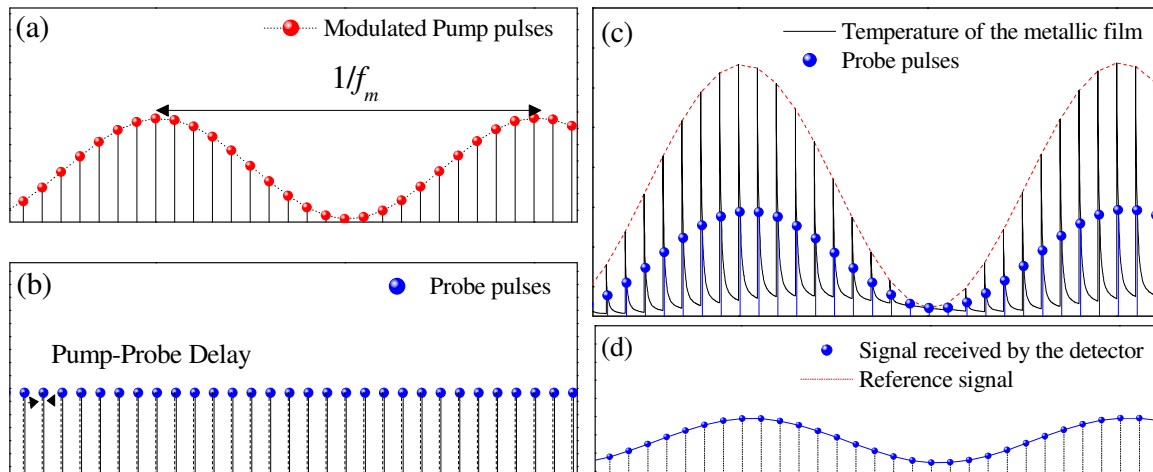 (a)
Modulated Pump pulses
1/fm
(b)
Probe pulses
Pump-Probe Delay
(c)
Temperature of the metallic film
Probe pulses
(d)
Signal received by the detector
Reference signal